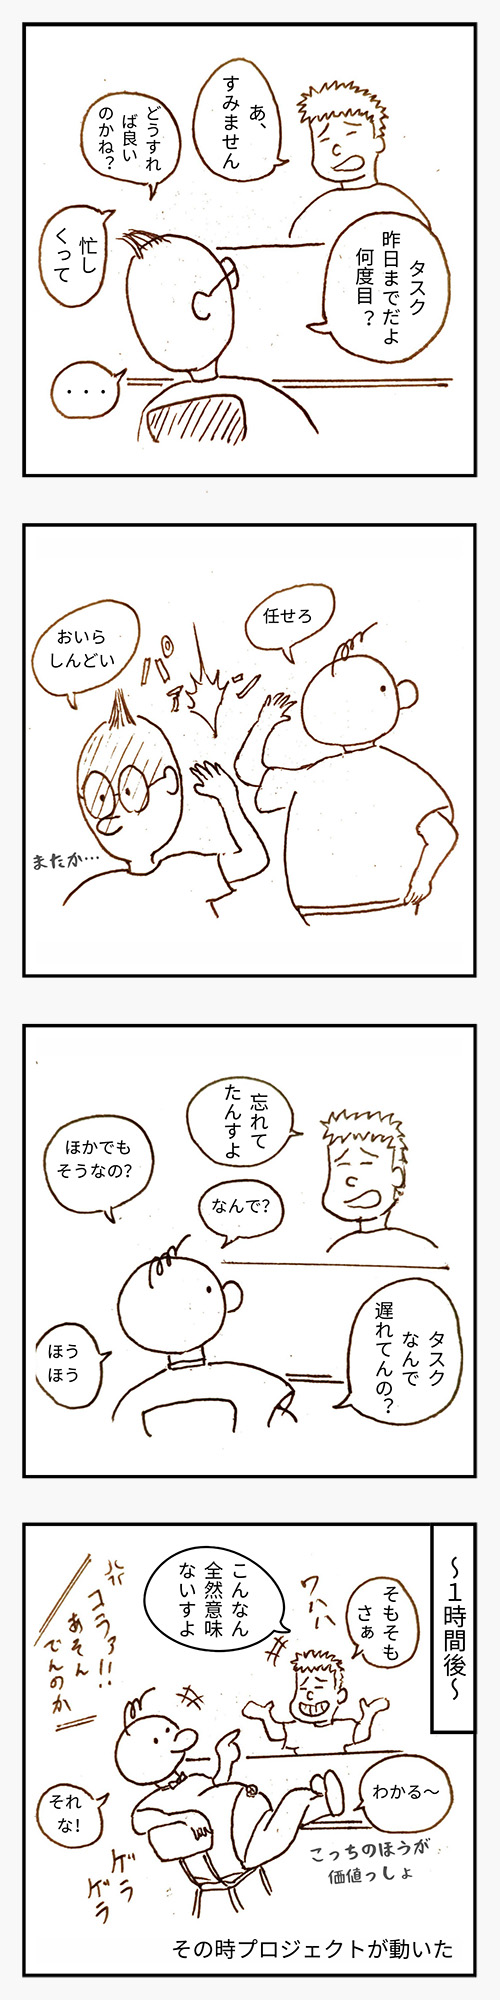 タスク
昨日までだよ
何度目？
あ、
すみません
どうすれ
ば良い
のかね？
忙し
くって
・・・
任せろ
パ
ン
おいら
しんどい
またか…
タスク
なんで
遅れてんの？
忘れて
たんすよ
なんで？
ほかでも
そうなの？
ほう
ほう
〜１時間後〜
そもそも
さぁ
ワハハ
こんなん
全然意味
ないすよ
コラァ!!
あそん
でんのか
わかる〜
それ
な！
ゲラ
ゲラ
こっちのほうが
価値っしょ
その時プロジェクトが動いた